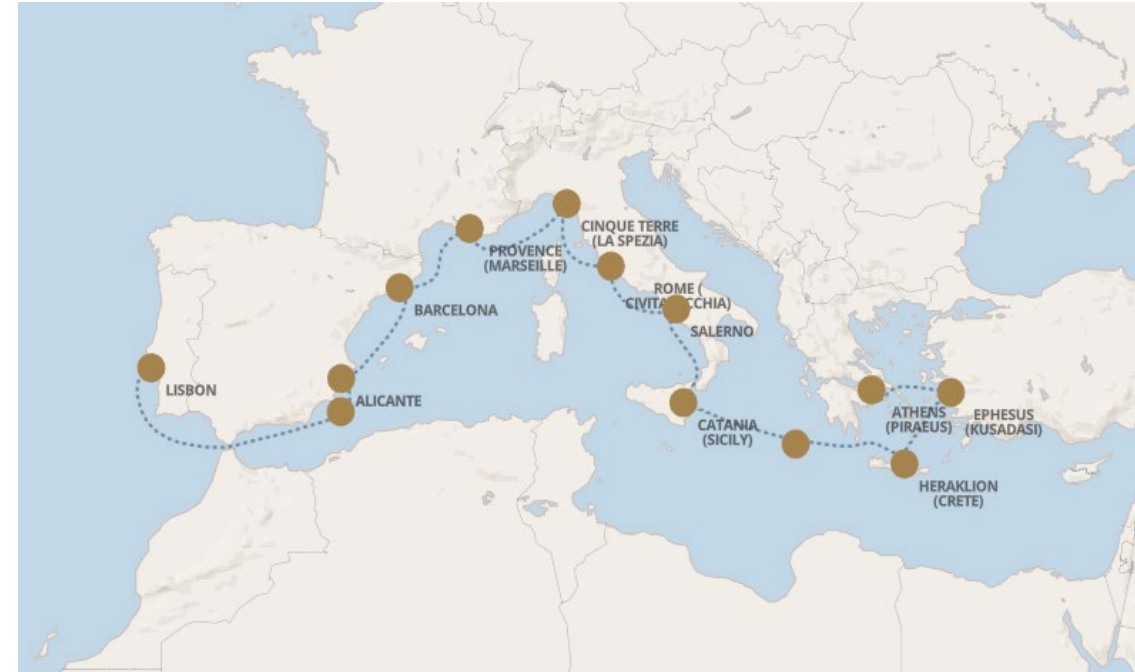 CINQUE TERRE
(LA SPEZIA)
PROVENCE
(MARSEILLE)
ROME (
CIVITAVECCHIA)
BARCELONA
SALERNO
LISBON
ALICANTE
CATANIA
(SICILY)
ATHENS
(PIRAEUS)
EPHESUS
(KUSADASI)
HERAKLION
(CRETE)